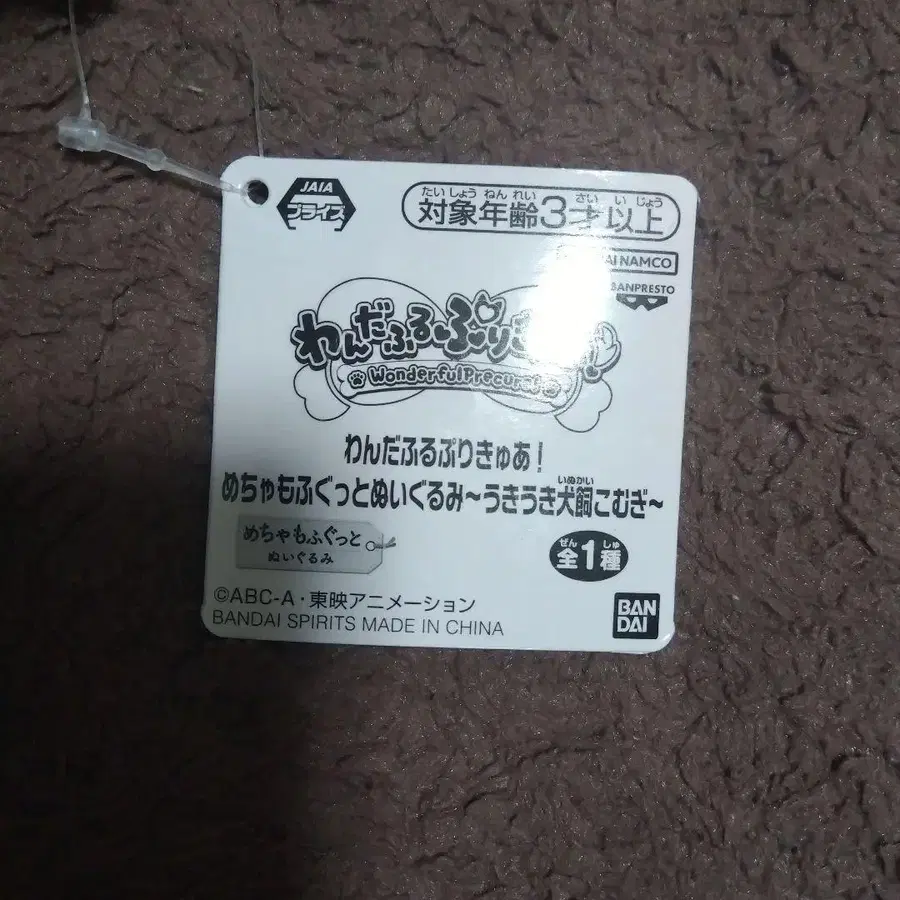 JAIA
プライズ
たいしょうねんれい さい いじょう
対象年齢3才以上
NAMCO
BANPRESTO
わんだふるぷりき
WonderfulPrecu
わんだふるぷりきゅあ!
いぬかい
めちゃもふぐっとぬいぐるみ~うきうき犬飼こむぎ~
めちゃもふぐっと
ぬいぐるみ
ぜん しゅ
全1種
©ABC-A・東映アニメーション
BANDAI SPIRITS MADE IN CHINA
BAN
DAI